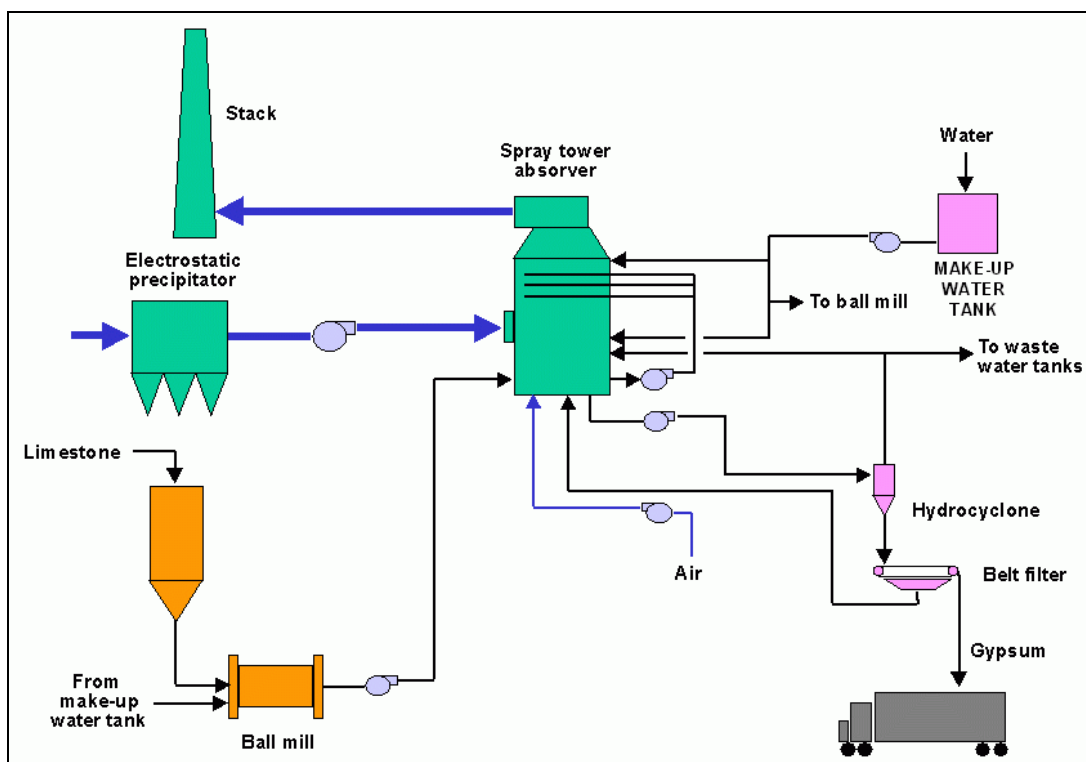 Stack
Spray tower
absorver
Water
Electrostatic
precipitator
MAKE-UP
WATER
TANK
To ball mill
To waste
water tanks
Limestone
Hydrocyclone
Air
Belt filter
Gypsum
From
make-up
water tank
Ball mill